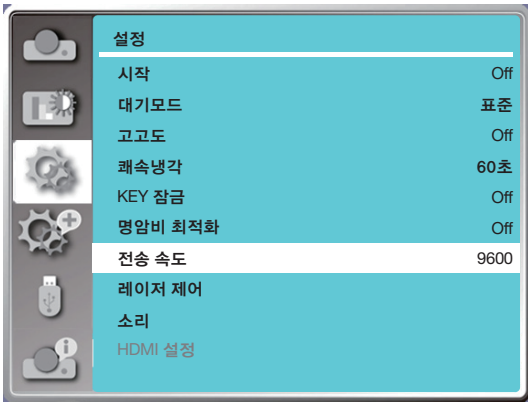 설정
시작 Off
대기모드 표준
고고도 Off
쾌속냉각 60초
KEY 잠금 Off
명암비 최적화 Off
전송 속도 9600
레이저 제어
소리
HDMI 설정